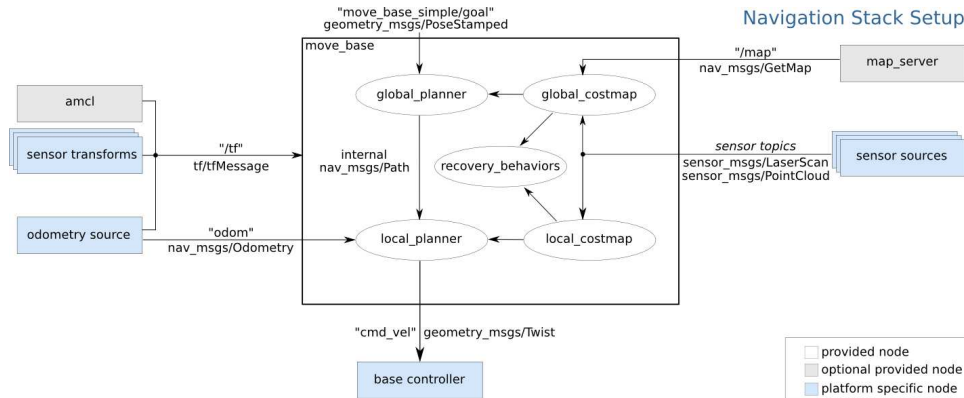 Navigation Stack Setup
"move_base_simple/goal"
geometry_msgs/PoseStamped
move_base
"/map"
nav_msgs/GetMap
map_server
global_planner
global_costmap
amcl
sensor transforms
"/tf"
tf/tfMessage
internal
nav_msgs/Path
recovery_behaviors
sensor topics
sensor_msgs/LaserScan
sensor_msgs/PointCloud
sensor sources
odometry source
"odom"
nav_msgs/Odometry
local_planner
local_costmap
"cmd_vel" geometry_msgs/Twist
base controller
provided node
optional provided node
platform specific node